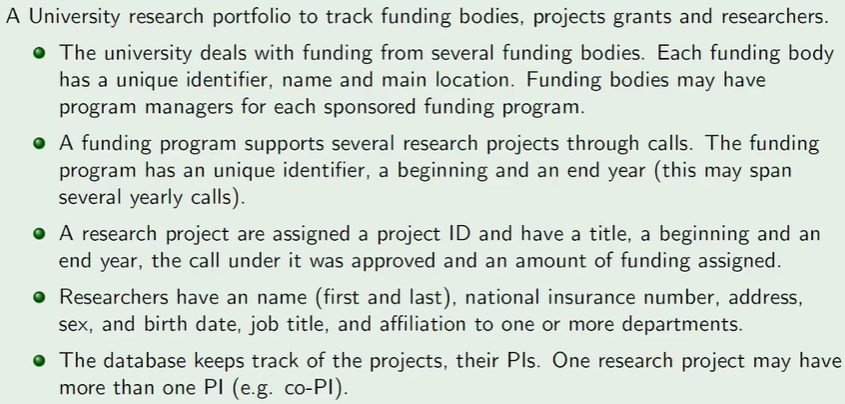 A University research portfolio to track funding bodies, projects grants and researchers.
The university deals with funding from several funding bodies. Each funding body
has a unique identifier, name and main location. Funding bodies may have
program managers for each sponsored funding program.
A funding program supports several research projects through calls. The funding
program has an unique identifier, a beginning and an end year (this may span
several yearly calls).
A research project are assigned a project ID and have a title, a beginning and an
end year, the call under it was approved and an amount of funding assigned.
Researchers have an name (first and last), national insurance number, address,
sex, and birth date, job title, and affiliation to one or more departments.
The database keeps track of the projects, their PIs. One research project may have
more than one PI (e.g. co-PI).